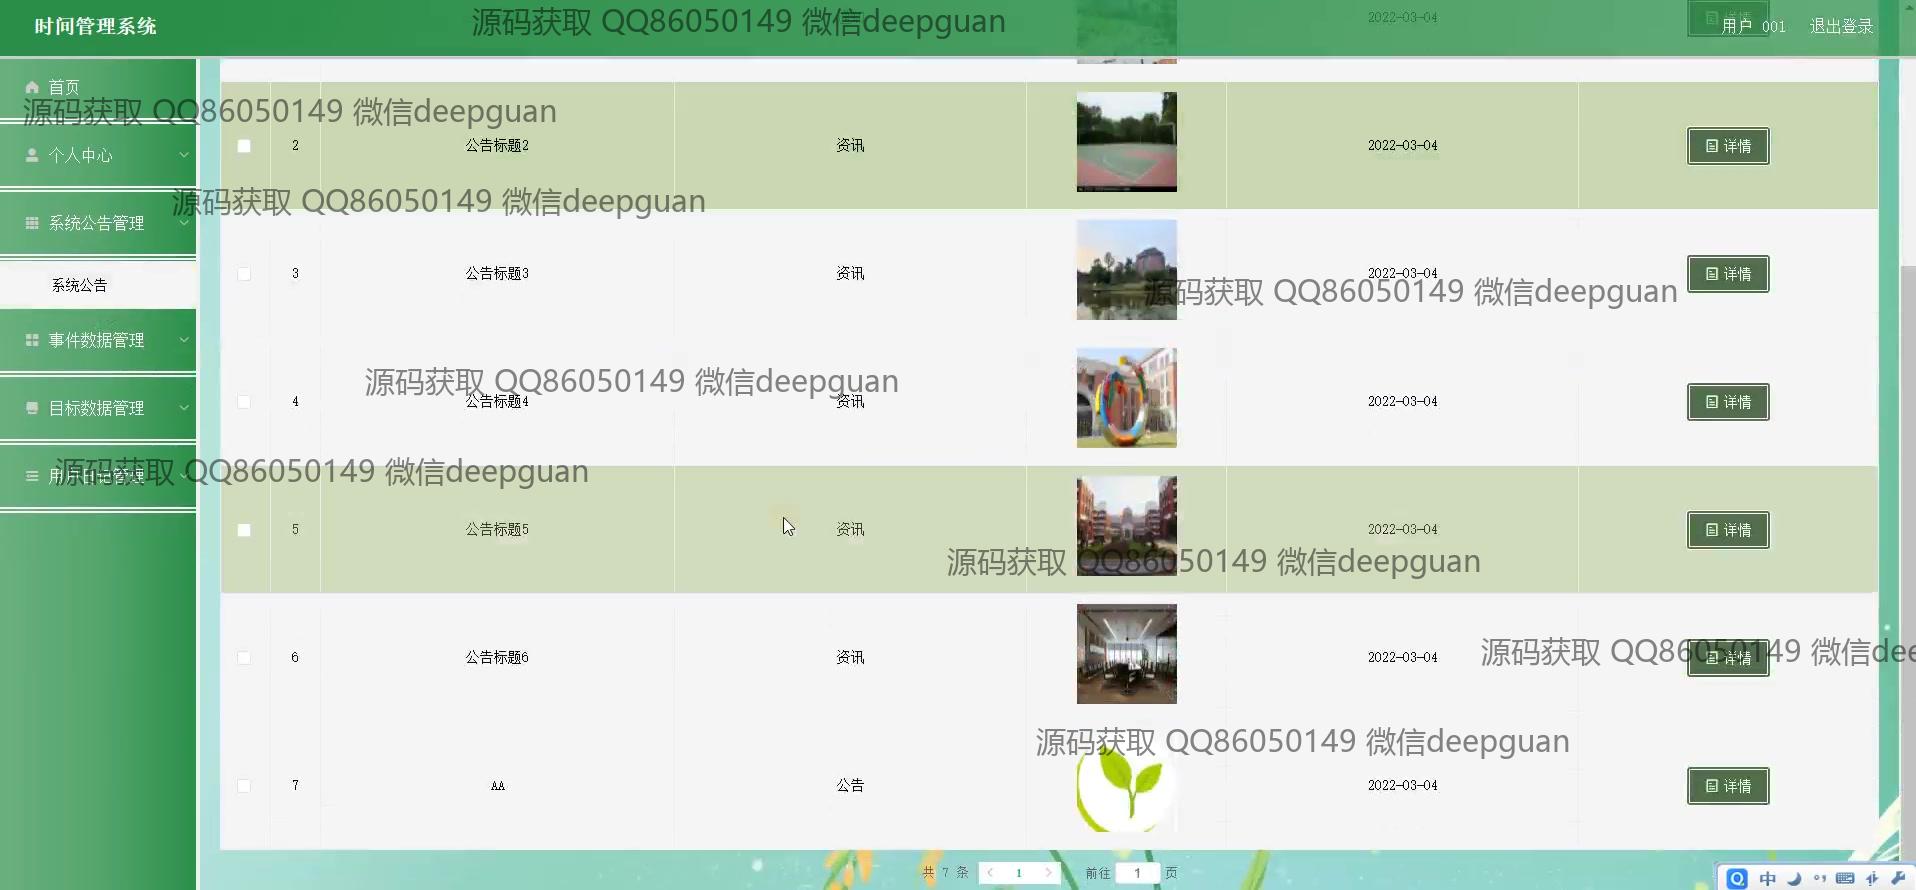 时间管理系统
源码获取 QQ86050149 微信deepguan
2022-03-04
详情
用户 001
退出登录
首页
源码获取 QQ86050149 微信deepguan
个人中心
2
公告标题2
资讯
2022-03-04
详情
源码获取 QQ86050149 微信deepguan
系统公告管理
系统公告
3
公告标题3
资讯
2022-03-04
详情
源码获取 QQ86050149 微信deepguan
事件数据管理
源码获取 QQ86050149 微信deepguan
目标数据管理
4
公告标题4
资讯
2022-03-04
详情
源码获取 QQ86050149 微信deepguan
用户日记管理
5
公告标题5
资讯
2022-03-04
详情
源码获取 QQ86050149 微信deepguan
6
公告标题6
资讯
2022-03-04
详情
源码获取 QQ86050149 微信dee
源码获取 QQ86050149 微信deepguan
7
AA
公告
2022-03-04
详情
共 7 条
1
前往 1 页
中